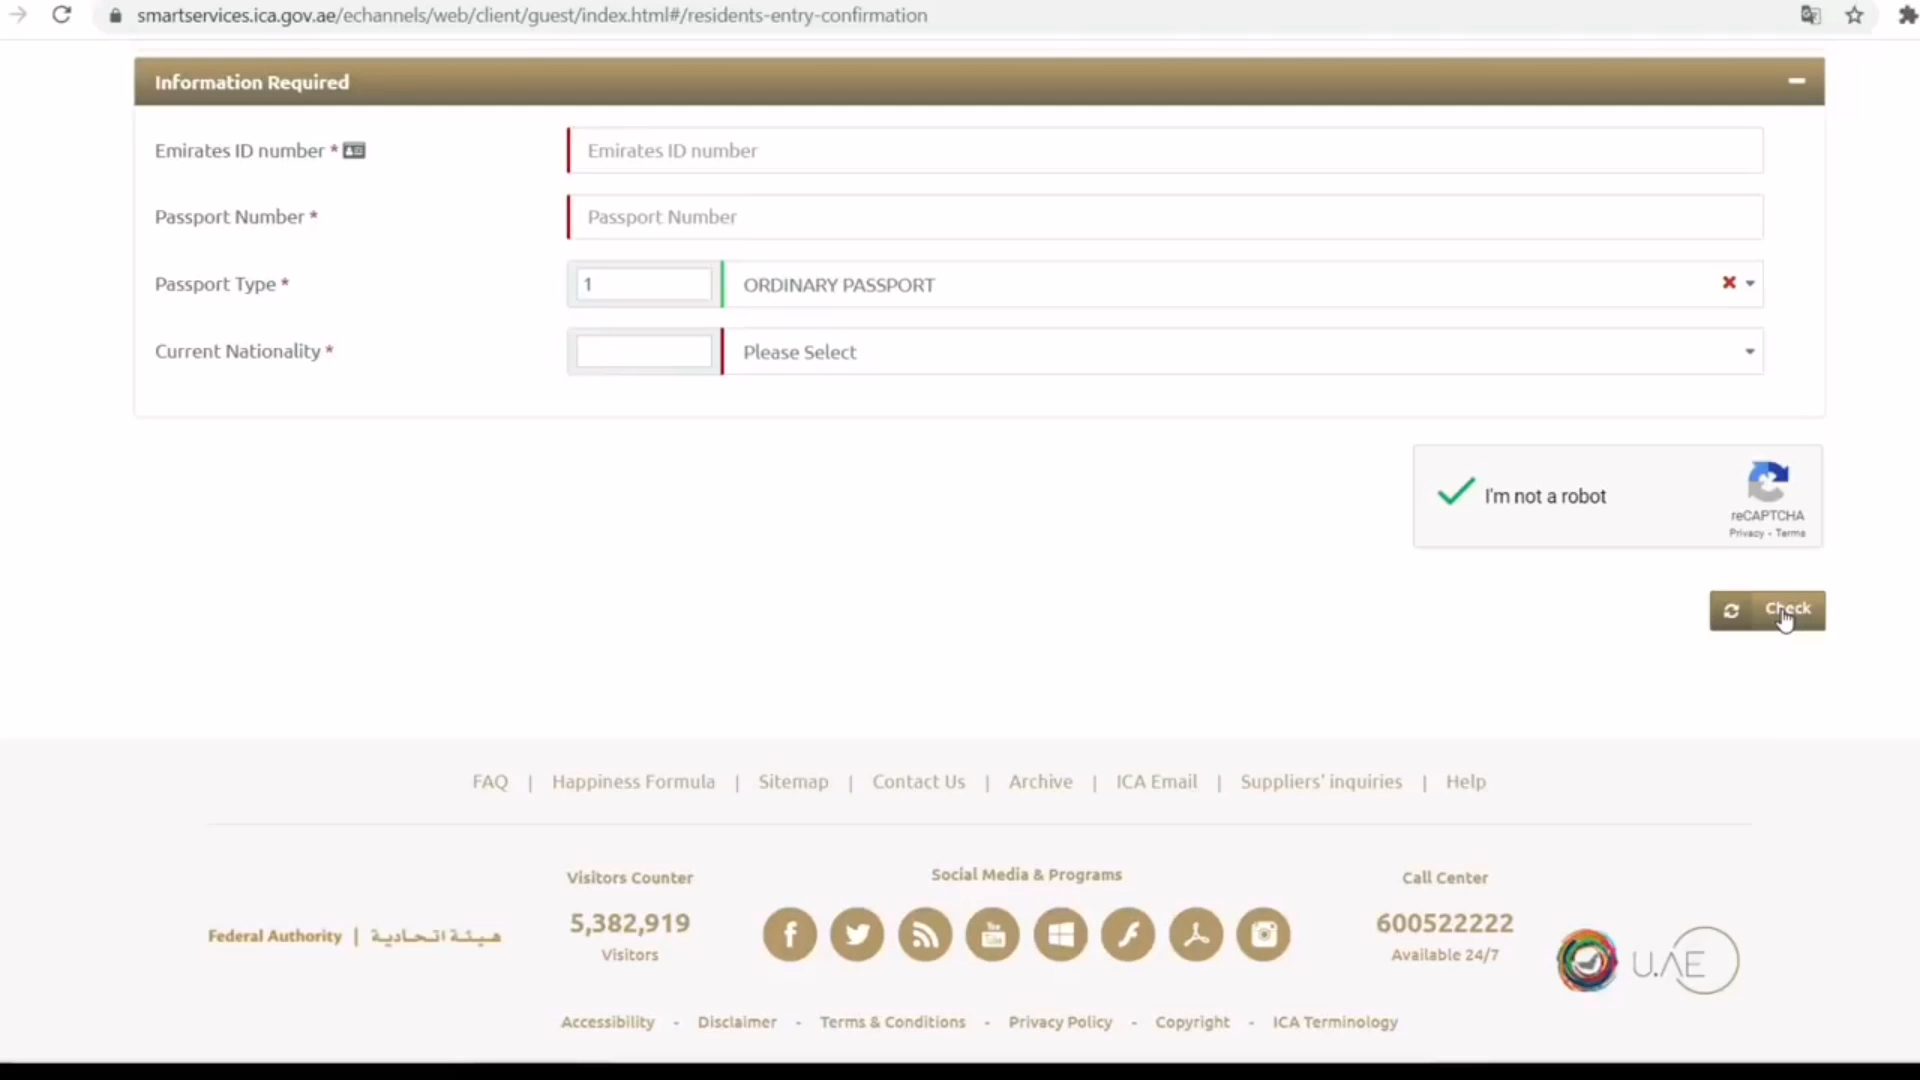 smartservices.ica.gov.ae/echannels/web/client/guest/index.html#/residents-entry-confirmation
Information Required
Emirates ID number *
Emirates ID number
Passport Number *
Passport Number
Passport Type *
1
ORDINARY PASSPORT
Current Nationality *
Please Select
I'm not a robot
reCAPTCHA
Privacy - Terms
Check
FAQ | Happiness Formula | Sitemap | Contact Us | Archive | ICA Email | Suppliers' inquiries | Help
Federal Authority | هيئة اتحادية
Visitors Counter
5,382,919
Visitors
Social Media & Programs
Call Center
600522222
Available 24/7
U.AE
Accessibility - Disclaimer - Terms & Conditions - Privacy Policy - Copyright - ICA Terminology